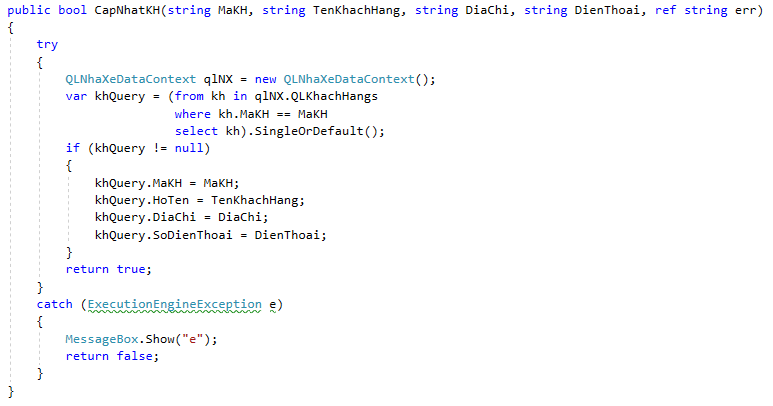 public bool CapNhatKH(string MaKH, string TenKhachHang, string DiaChi, string DienThoai, ref string err)
{
    try
    {
        QLNhaXeDataContext qlNX = new QLNhaXeDataContext();
        var khQuery = (from kh in qlNX.QLKhachHangs
                       where kh.MaKH == MaKH
                       select kh).SingleOrDefault();
        if (khQuery != null)
        {
            khQuery.MaKH = MaKH;
            khQuery.HoTen = TenKhachHang;
            khQuery.DiaChi = DiaChi;
            khQuery.SoDienThoai = DienThoai;
        }
        return true;
    }
    catch (ExecutionEngineException e)
    {
        MessageBox.Show("e");
        return false;
    }
}